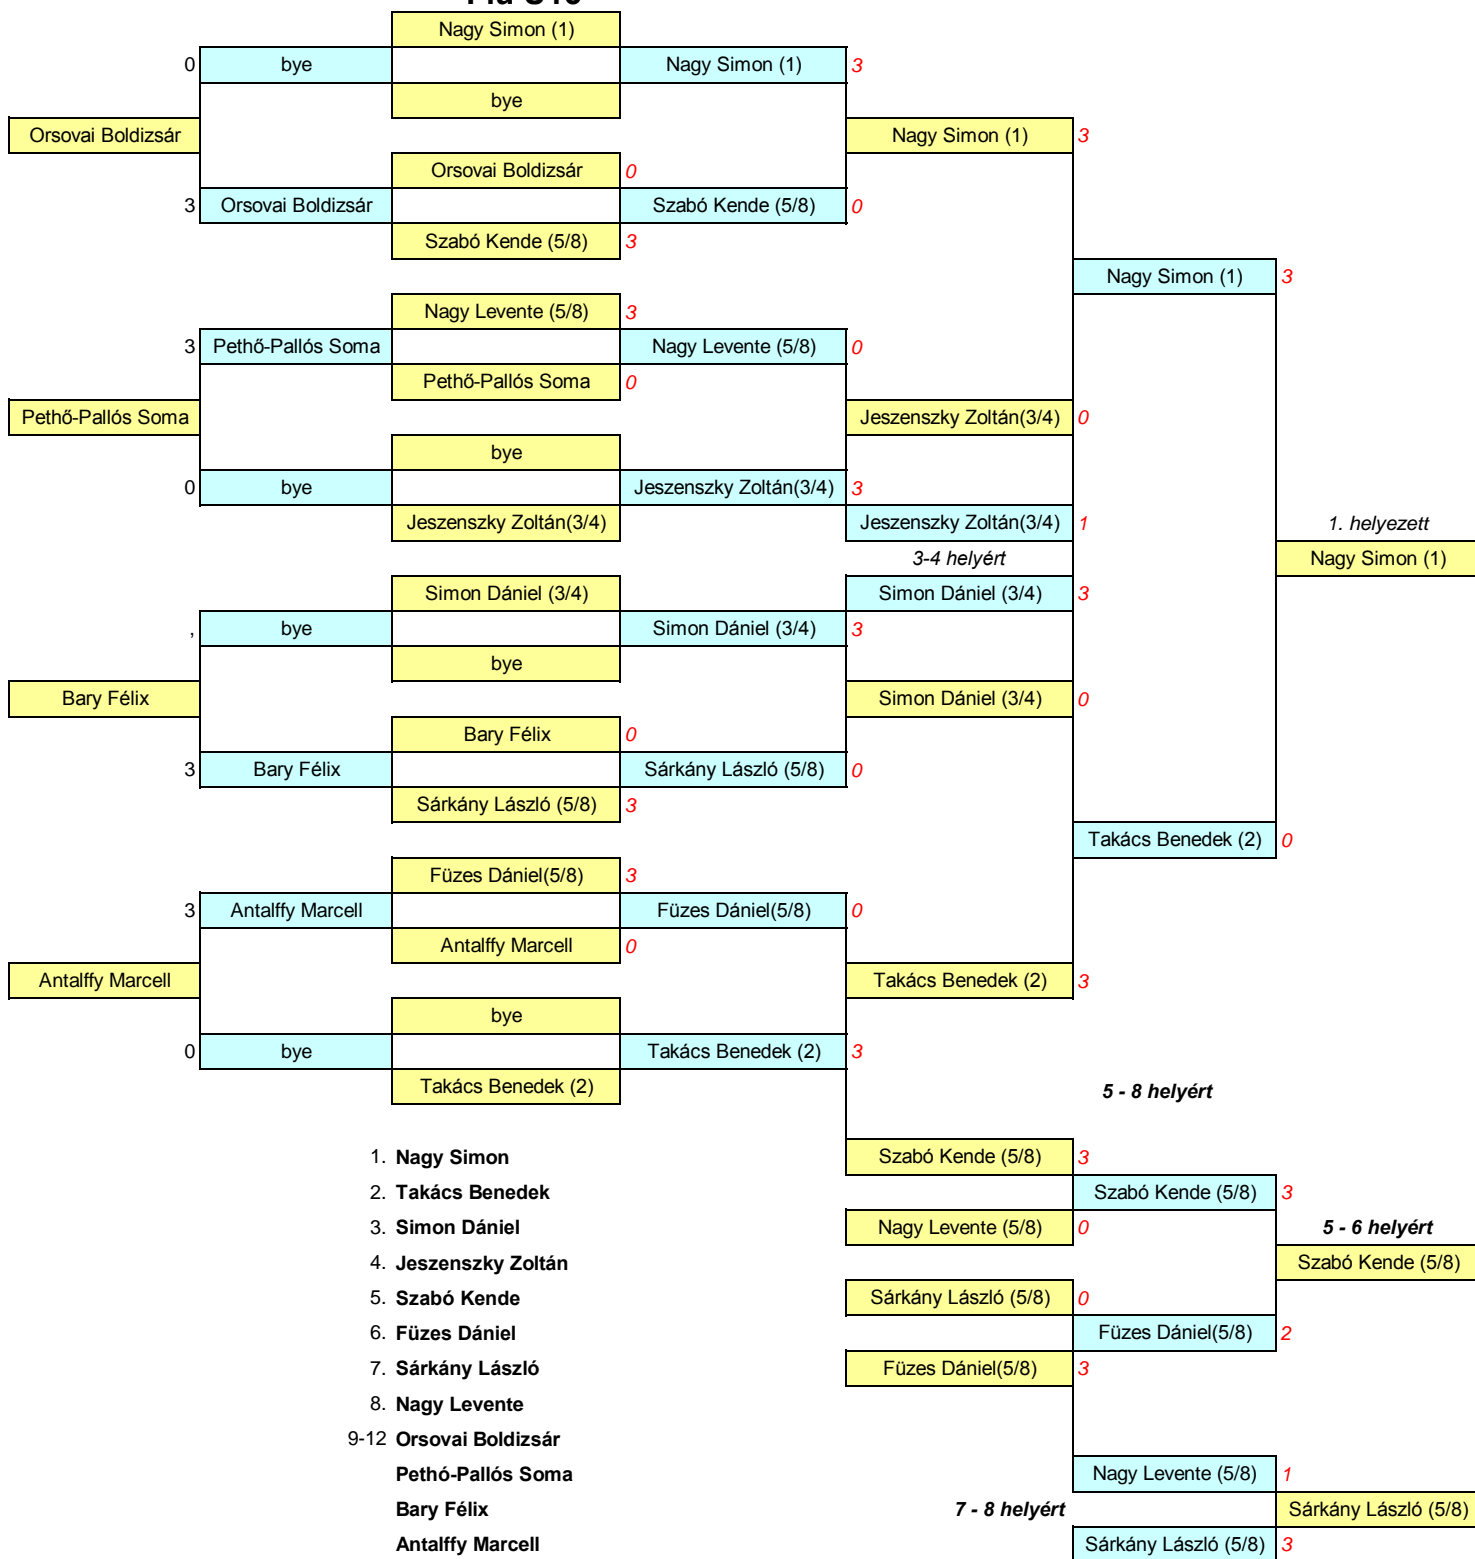 Nagy Simon (1)
0 bye Nagy Simon (1) 3
bye
Orsovai Boldizsár Nagy Simon (1) 3
Orsovai Boldizsár 0
3 Orsovai Boldizsár Szabó Kende (5/8) 0
Szabó Kende (5/8) 3
Nagy Simon (1) 3
Nagy Levente (5/8) 3
3 Pethő-Pallós Soma Nagy Levente (5/8) 0
Pethő-Pallós Soma 0
Pethő-Pallós Soma Jeszenszky Zoltán(3/4) 0
bye
0 bye Jeszenszky Zoltán(3/4) 3
Jeszenszky Zoltán(3/4) Jeszenszky Zoltán(3/4) 1 1. helyezett
3-4 helyért Nagy Simon (1)
Simon Dániel (3/4) Simon Dániel (3/4) 3
, bye Simon Dániel (3/4) 3
bye
Bary Félix Simon Dániel (3/4) 0
Bary Félix 0
3 Bary Félix Sárkány László (5/8) 0
Sárkány László (5/8) 3
Takács Benedek (2) 0
Füzes Dániel(5/8) 3
3 Antalffy Marcell Füzes Dániel(5/8) 0
Antalffy Marcell 0
Antalffy Marcell Takács Benedek (2) 3
bye
0 bye Takács Benedek (2) 3
Takács Benedek (2) 5 - 8 helyért
1. Nagy Simon Szabó Kende (5/8) 3
2. Takács Benedek Szabó Kende (5/8) 3
3. Simon Dániel Nagy Levente (5/8) 0 5 - 6 helyért
4. Jeszenszky Zoltán Szabó Kende (5/8)
5. Szabó Kende Sárkány László (5/8) 0
6. Füzes Dániel Füzes Dániel(5/8) 2
7. Sárkány László Füzes Dániel(5/8) 3
8. Nagy Levente
9-12 Orsovai Boldizsár
Pethó-Pallós Soma Nagy Levente (5/8) 1
Bary Félix 7 - 8 helyért Sárkány László (5/8)
Antalffy Marcell Sárkány László (5/8) 3